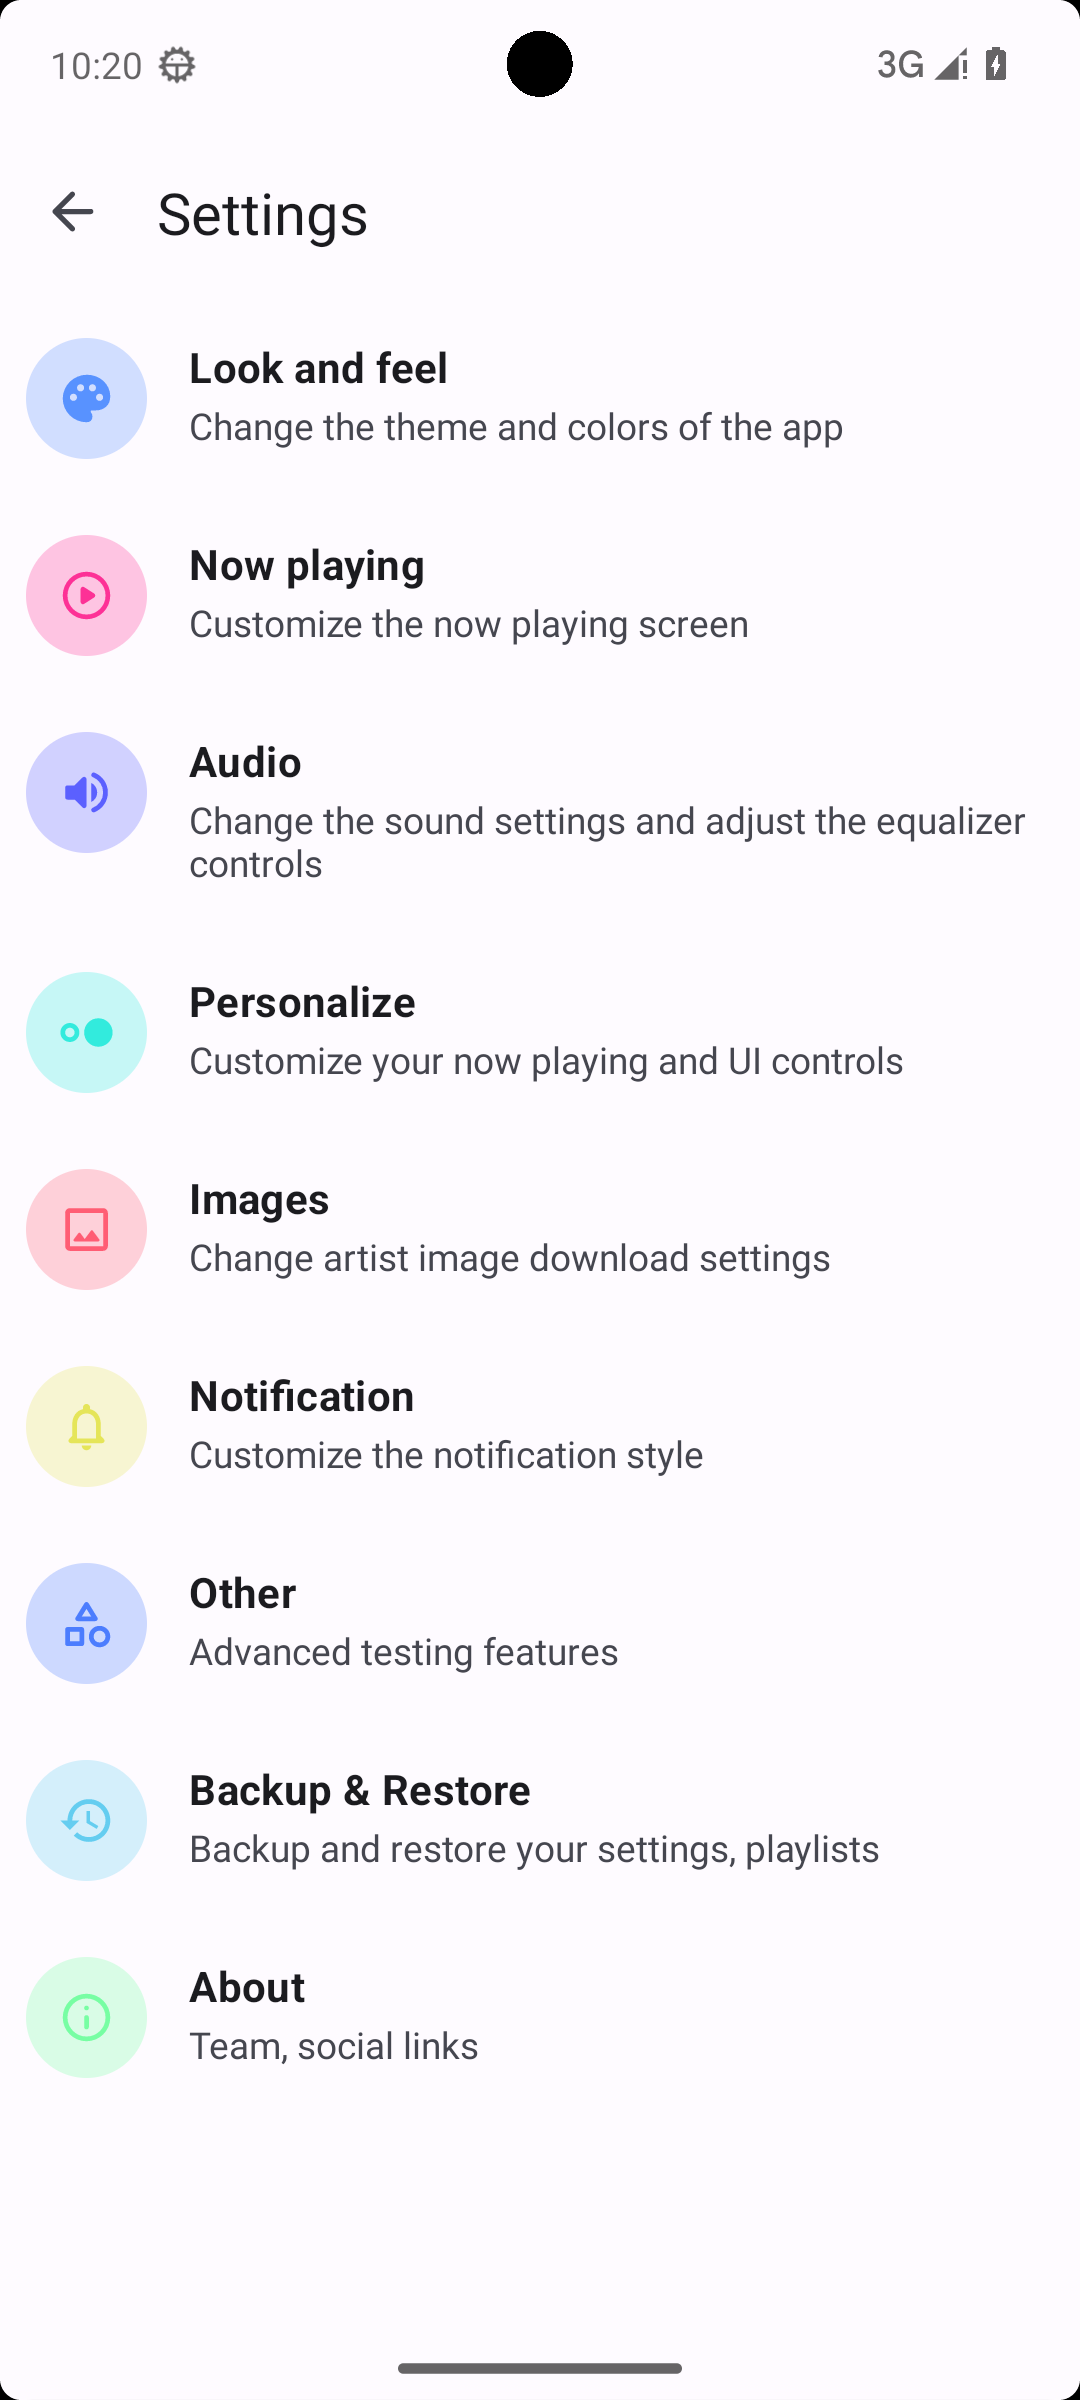 10:20
3G
Settings
Look and feel
Change the theme and colors of the app
Now playing
Customize the now playing screen
Audio
Change the sound settings and adjust the equalizer
controls
Personalize
Customize your now playing and UI controls
Images
Change artist image download settings
Notification
Customize the notification style
Other
Advanced testing features
Backup & Restore
Backup and restore your settings, playlists
About
Team, social links